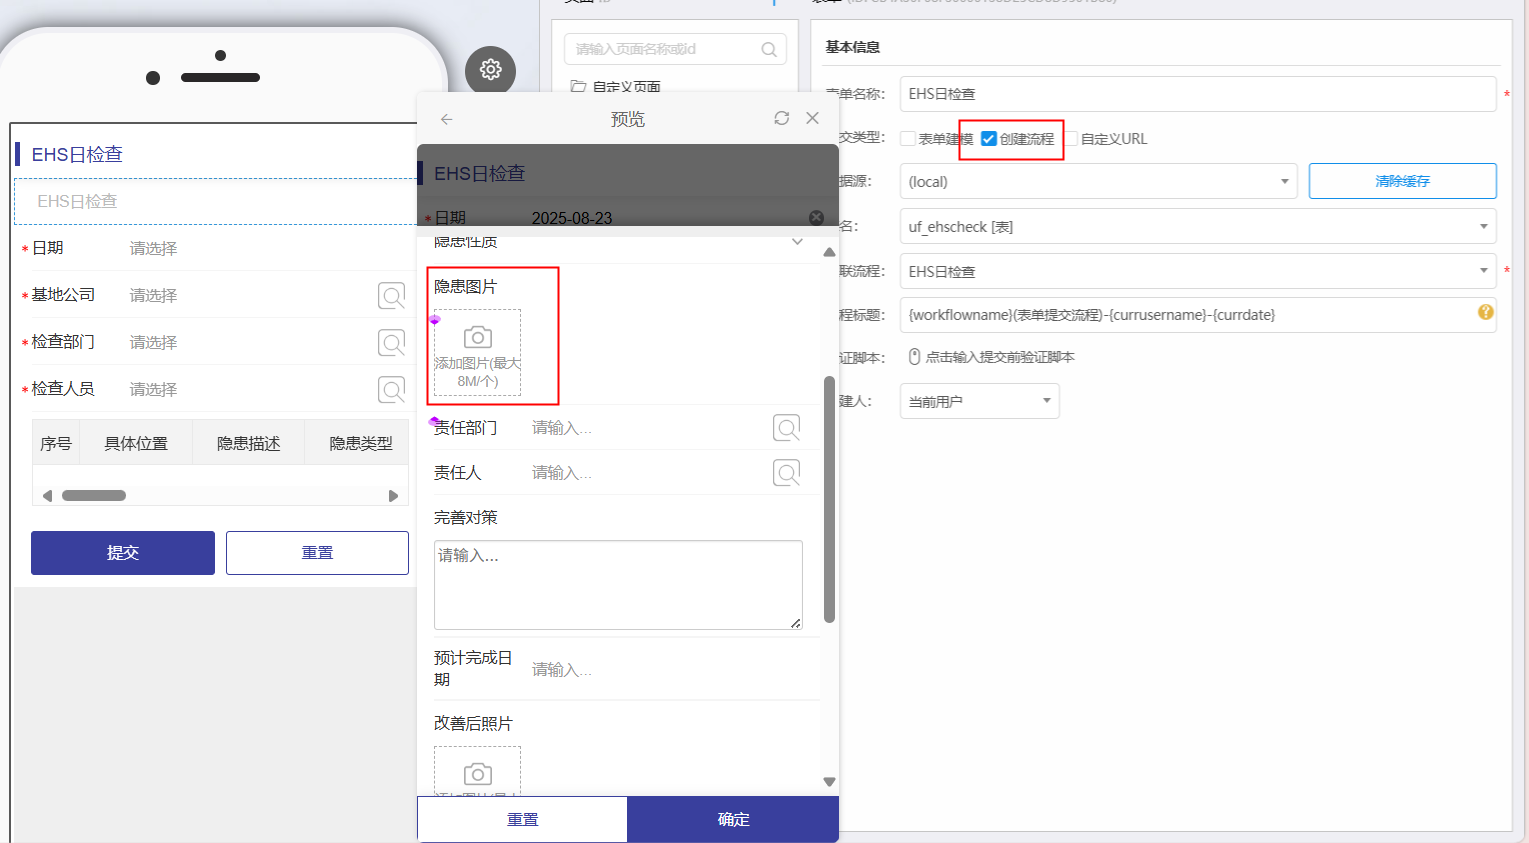 EHS日检查
EHS日检查
*日期 请选择
*基地公司 请选择
*检查部门 请选择
*检查人员 请选择
序号 具体位置 隐患描述 隐患类型
提交 重置
预览
EHS日检查
*日期 2025-08-23
隐患性质
隐患图片
添加图片(最大
8M/个)
责任部门 请输入...
责任人 请输入...
完善对策
请输入...
预计完成日
期
请输入...
改善后照片
重置 确定
请输入页面名称或id
自定义页面
基本信息
表单名称: EHS日检查 *
交类型: 表单建模 创建流程 自定义URL
据源: (local) 清除缓存
名: uf_ehscheck [表]
联流程: EHS日检查 *
程标题: {workflowname}(表单提交流程)-{currusername}-{currdate} ?
证脚本: 点击输入提交前验证脚本
建人: 当前用户